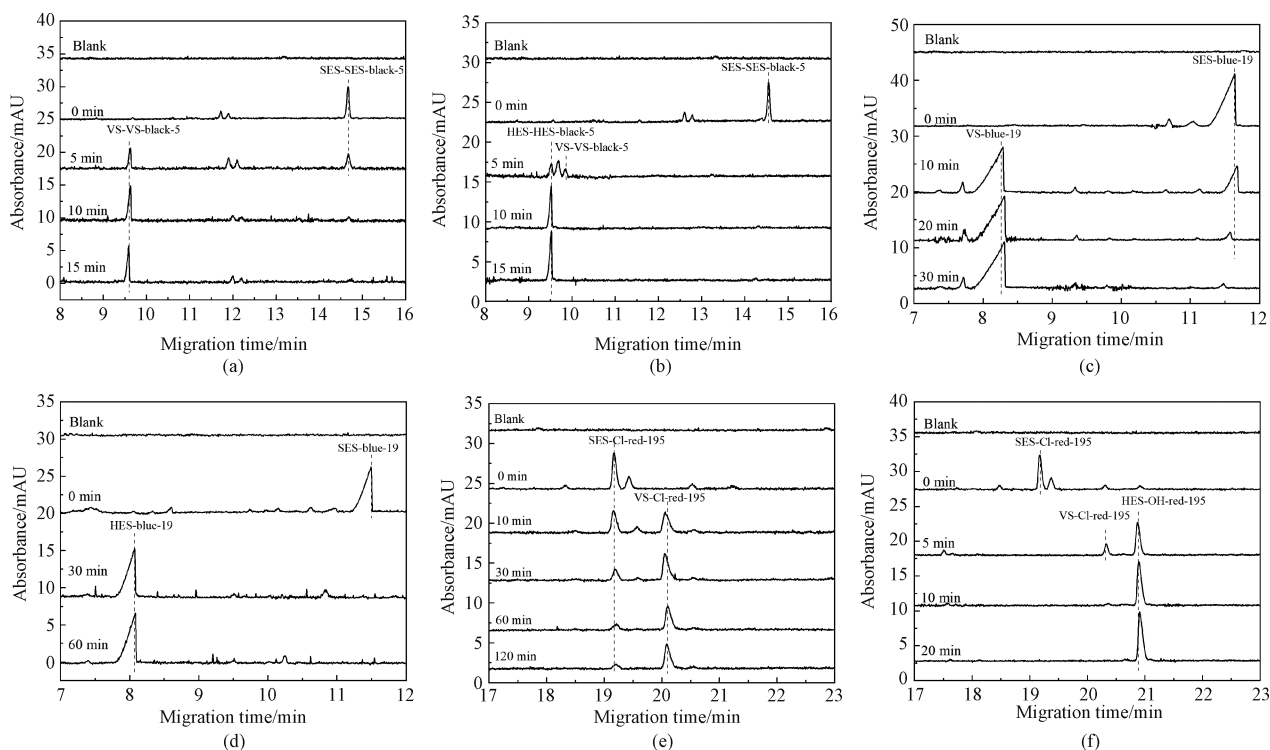 40
35
30
25
20
15
10
5
0
Absorbance/mAU
Blank
SES-SES-black-5
0 min
VS-VS-black-5
5 min
10 min
15 min
8 9 10 11 12 13 14 15 16
Migration time/min
(a)
35
30
25
20
15
10
5
0
Absorbance/mAU
Blank
SES-SES-black-5
0 min
HES-HES-black-5
VS-VS-black-5
5 min
10 min
15 min
8 9 10 11 12 13 14 15 16
Migration time/min
(b)
50
40
30
20
10
0
Absorbance/mAU
Blank
SES-blue-19
0 min
VS-blue-19
10 min
20 min
30 min
7 8 9 10 11 12
Migration time/min
(c)
35
30
25
20
15
10
5
0
Absorbance/mAU
Blank
SES-blue-19
0 min
HES-blue-19
30 min
60 min
7 8 9 10 11 12
Migration time/min
(d)
35
30
25
20
15
10
5
0
Absorbance/mAU
Blank
SES-Cl-red-195
0 min
VS-Cl-red-195
10 min
30 min
60 min
120 min
17 18 19 20 21 22 23
Migration time/min
(e)
40
35
30
25
20
15
10
5
0
Absorbance/mAU
Blank
SES-Cl-red-195
0 min
HES-OH-red-195
VS-Cl-red-195
5 min
10 min
20 min
17 18 19 20 21 22 23
Migration time/min
(f)